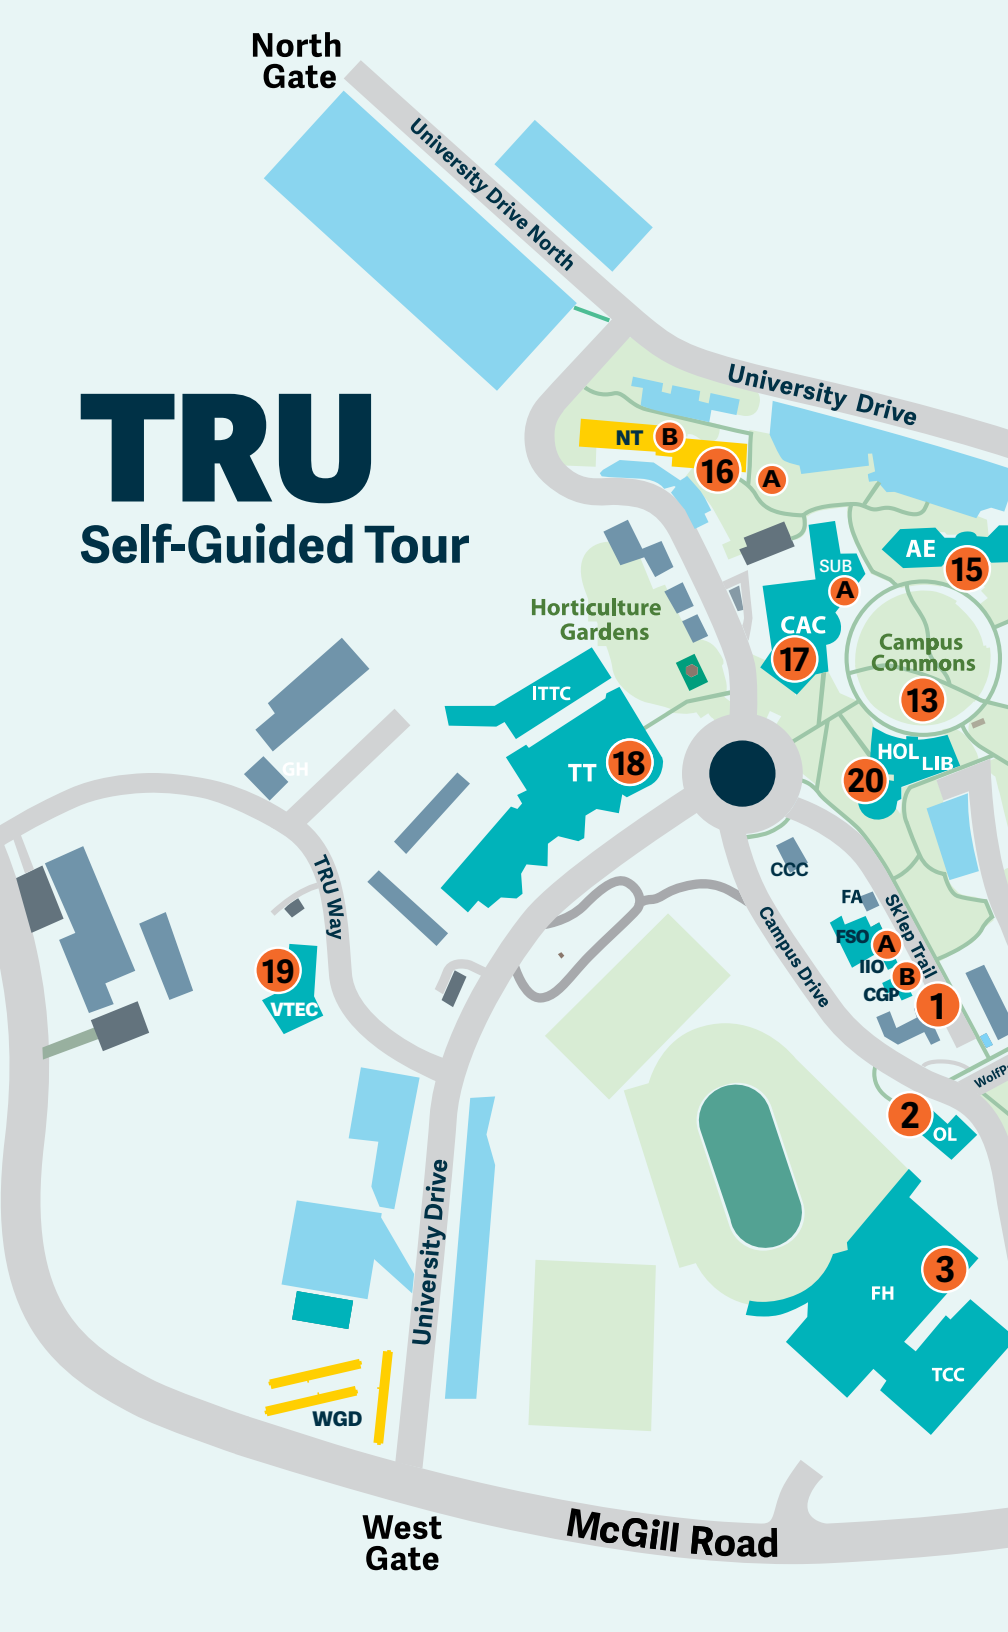 North
Gate
University Drive North
University Drive
TRU
Self-Guided Tour
NT
B
16
A
AE
15
SUB
A
CAC
17
Horticulture
Gardens
Campus
Commons
13
ITTC
TT
18
HOL
LIB
20
GH
CCC
TRU Way
FA
Sk'lep Trail
FSO
A
IIO
B
CGP
1
Campus Drive
19
VTEC
WolfP
2
OL
University Drive
3
FH
TCC
WGD
West
Gate
McGill Road